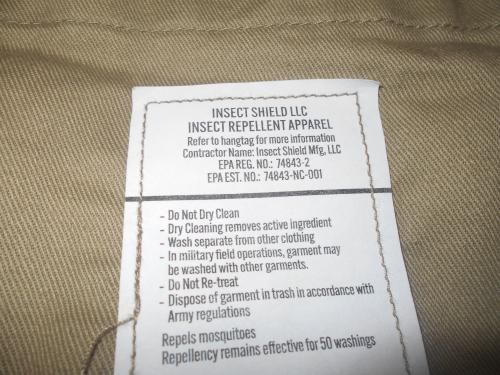 INSECT SHIELD LLC
INSECT REPELLENT APPAREL
Refer to hangtag for more information
Contractor Name: Insect Shield Mfg, LLC
EPA REG. NO.: 74843-2
EPA EST. NO.: 74843-NC-001
- Do Not Dry Clean
- Dry Cleaning removes active ingredient
- Wash separate from other clothing
- In military field operations, garment may
be washed with other garments.
- Do Not Re-treat
- Dispose of garment in trash in accordance with
Army regulations
Repels mosquitoes
Repellency remains effective for 50 washings